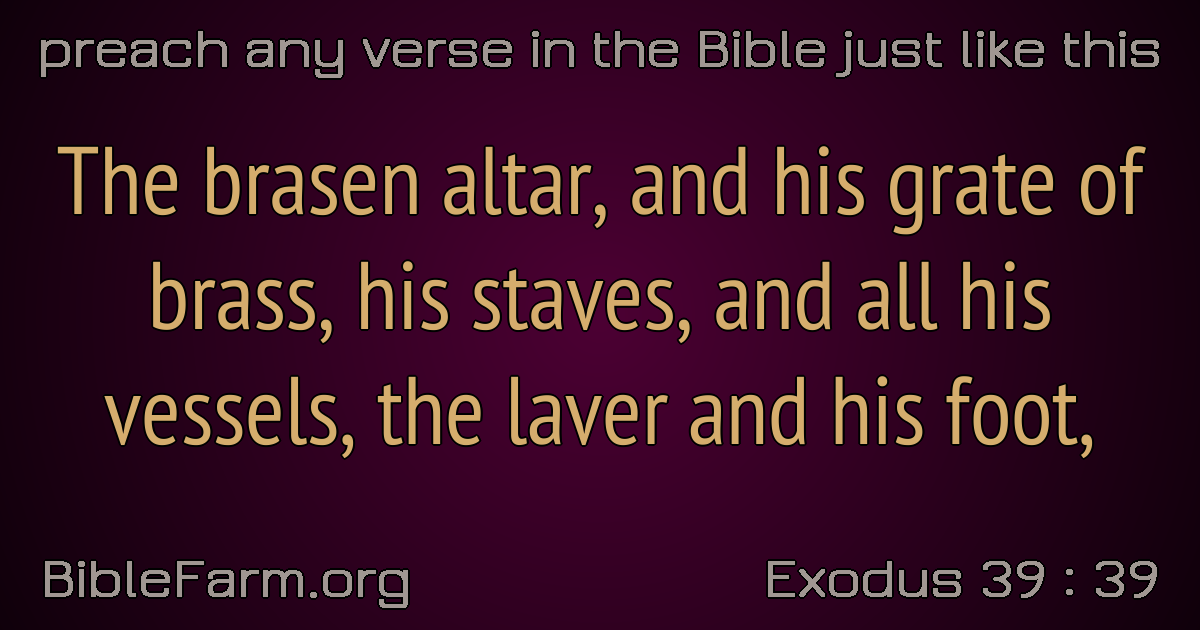 preach any verse in the Bible just like this
The brasen altar, and his grate of
brass, his staves, and all his
vessels, the laver and his foot,
BibleFarm.org
Exodus 39 : 39